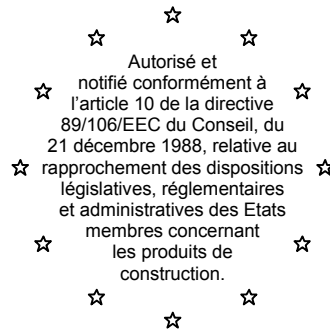 Autorisé et
notifié conformément à
l’article 10 de la directive
89/106/EEC du Conseil, du
21 décembre 1988, relative au
rapprochement des dispositions
législatives, réglementaires
et administratives des Etats
membres concernant
les produits de
construction.